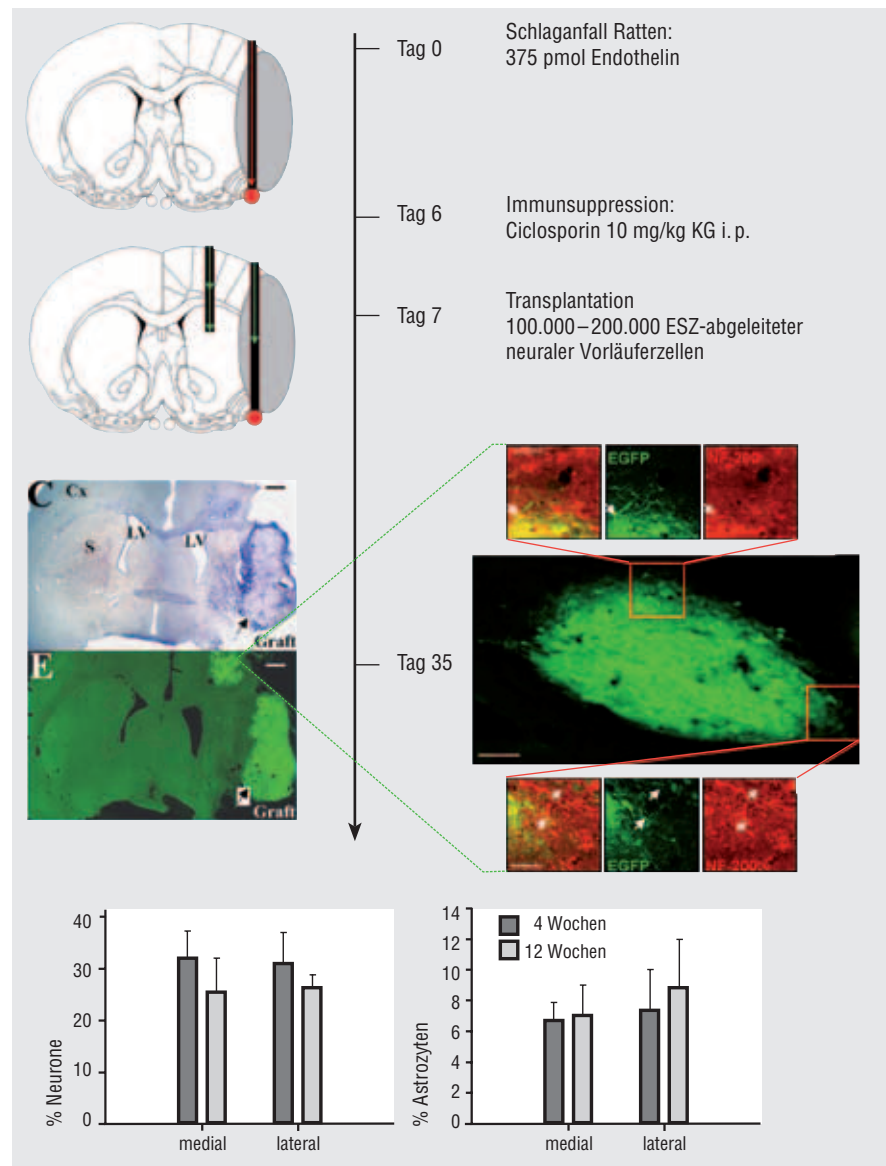 Tag 0
Schlaganfall Ratten:
375 pmol Endothelin
Tag 6
Immunsuppression:
Ciclosporin 10 mg/kg KG i. p.
Tag 7
Transplantation
100.000–200.000 ESZ-abgeleiteter
neuraler Vorläuferzellen
C
Cx
S
LV
LV
Graft
E
Graft
Tag 35
EGFP
NF-200
EGFP
NF-200
% Neurone
40
30
20
10
0
medial
lateral
% Astrozyten
14
12
10
8
6
4
2
0
4 Wochen
12 Wochen
medial
lateral